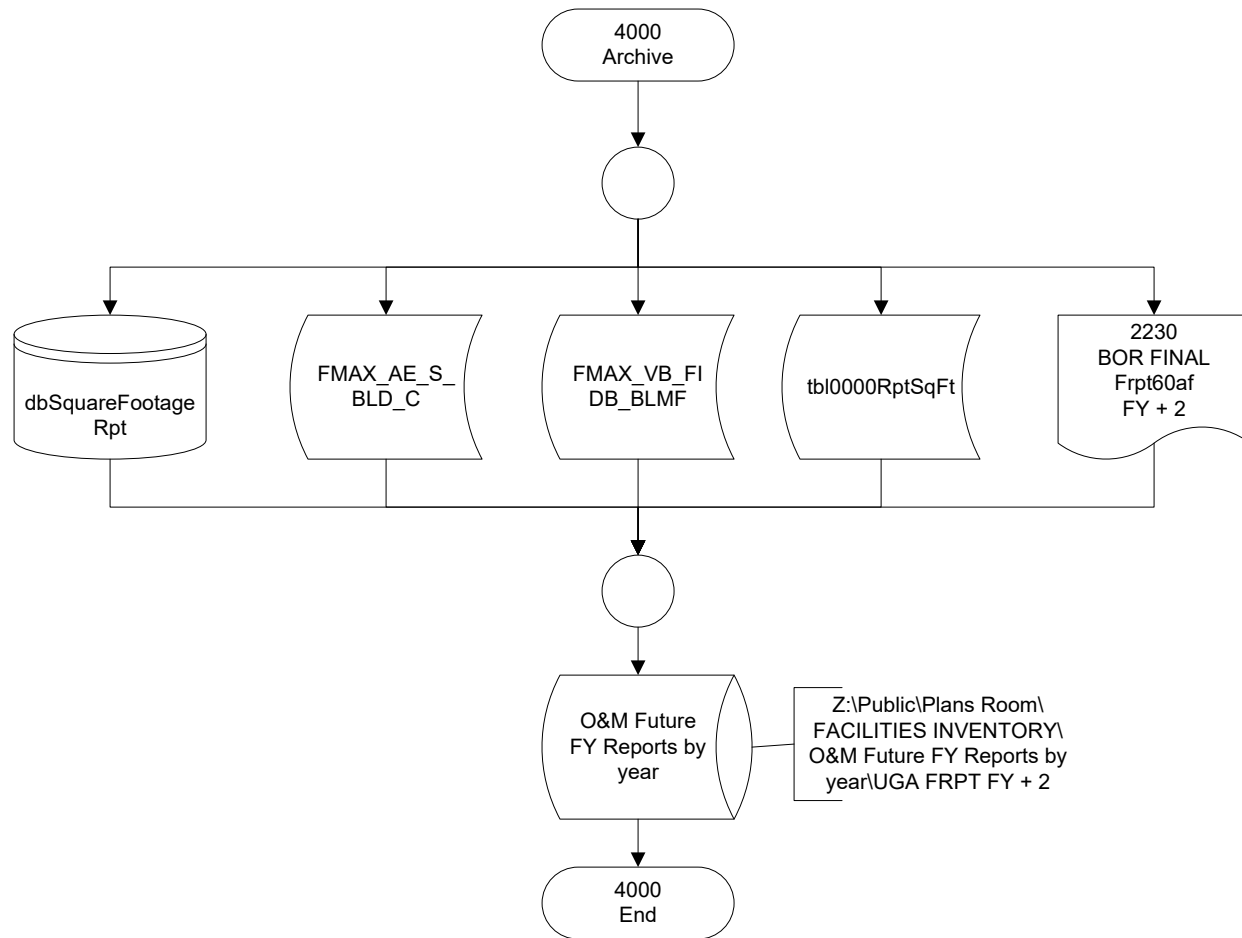 4000
Archive
dbSquareFootage
Rpt
FMAX_AE_S_
BLD_C
FMAX_VB_FI
DB_BLMF
tbl0000RptSqFt
2230
BOR FINAL
Frpt60af
FY + 2
O&M Future
FY Reports by
year
Z:\Public\Plans Room\
FACILITIES INVENTORY\
O&M Future FY Reports by
year\UGA FRPT FY + 2
4000
End